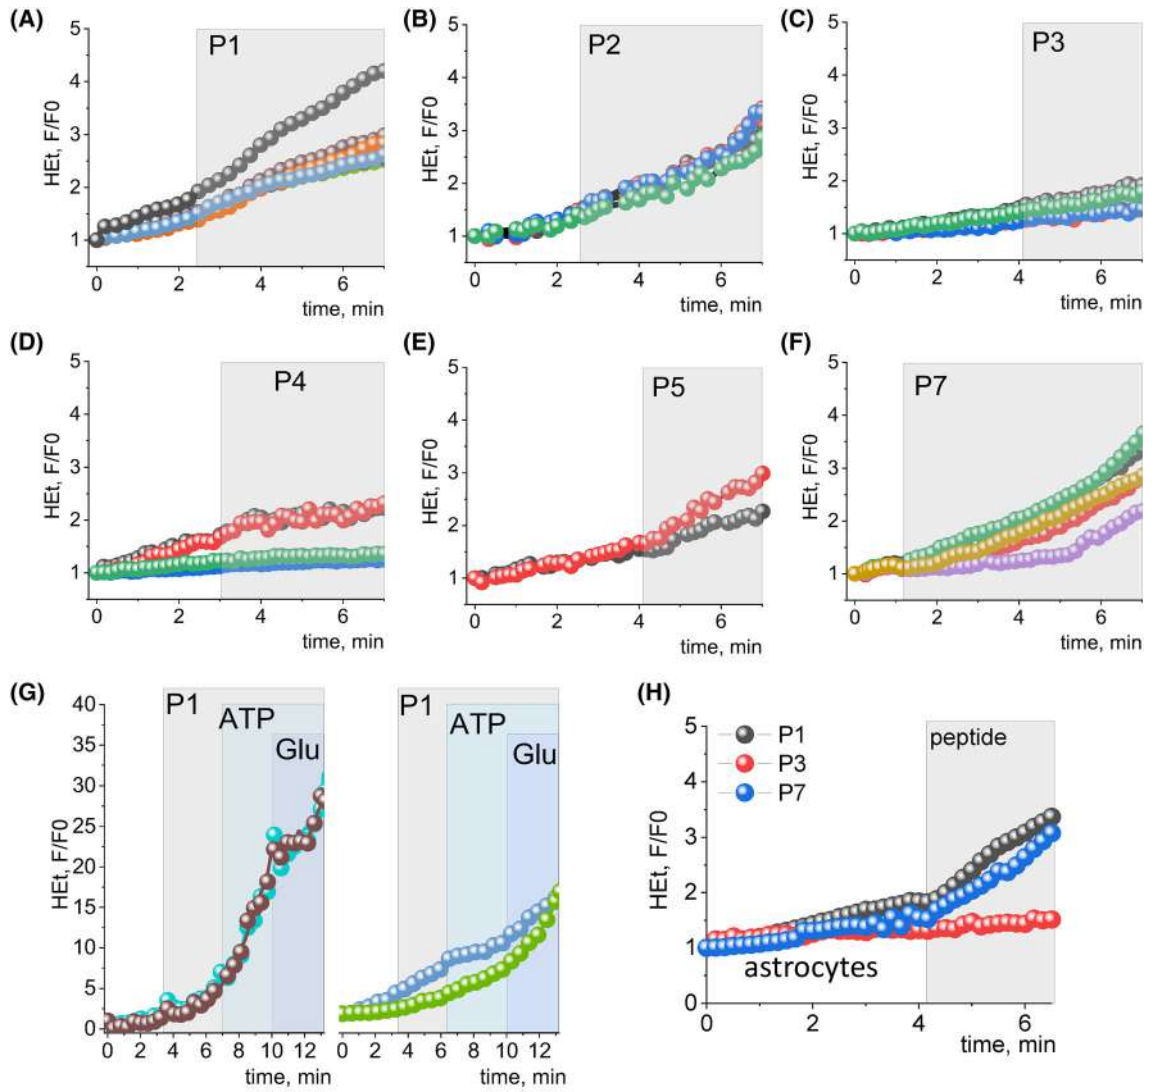 (A)
5
4
3
2
1
HEt, F/F0
P1
0 2 4 6
time, min
(B)
5
4
3
2
1
HEt, F/F0
P2
0 2 4 6
time, min
(C)
5
4
3
2
1
HEt, F/F0
P3
0 2 4 6
time, min
(D)
5
4
3
2
1
HEt, F/F0
P4
0 2 4 6
time, min
(E)
5
4
3
2
1
HEt, F/F0
P5
0 2 4 6
time, min
(F)
5
4
3
2
1
HEt, F/F0
P7
0 2 4 6
time, min
(G)
40
35
30
25
20
15
10
5
0
HEt, F/F0
P1
ATP
Glu
0 2 4 6 8 10 12
time, min
P1
ATP
Glu
0 2 4 6 8 10 12
time, min
(H)
5
4
3
2
1
0
HEt, F/F0
P1
P3
P7
peptide
astrocytes
0 2 4 6
time, min